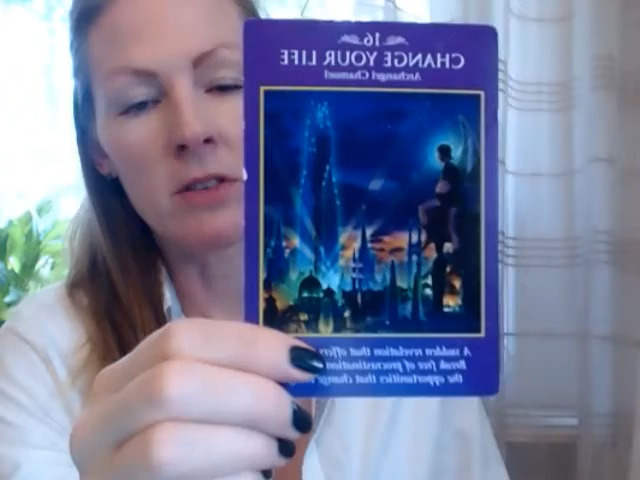 16
CHANGE YOUR LIFE
Archangel Chamuel
A sudden revelation that offers
Break free of procrastination
the opportunities that change